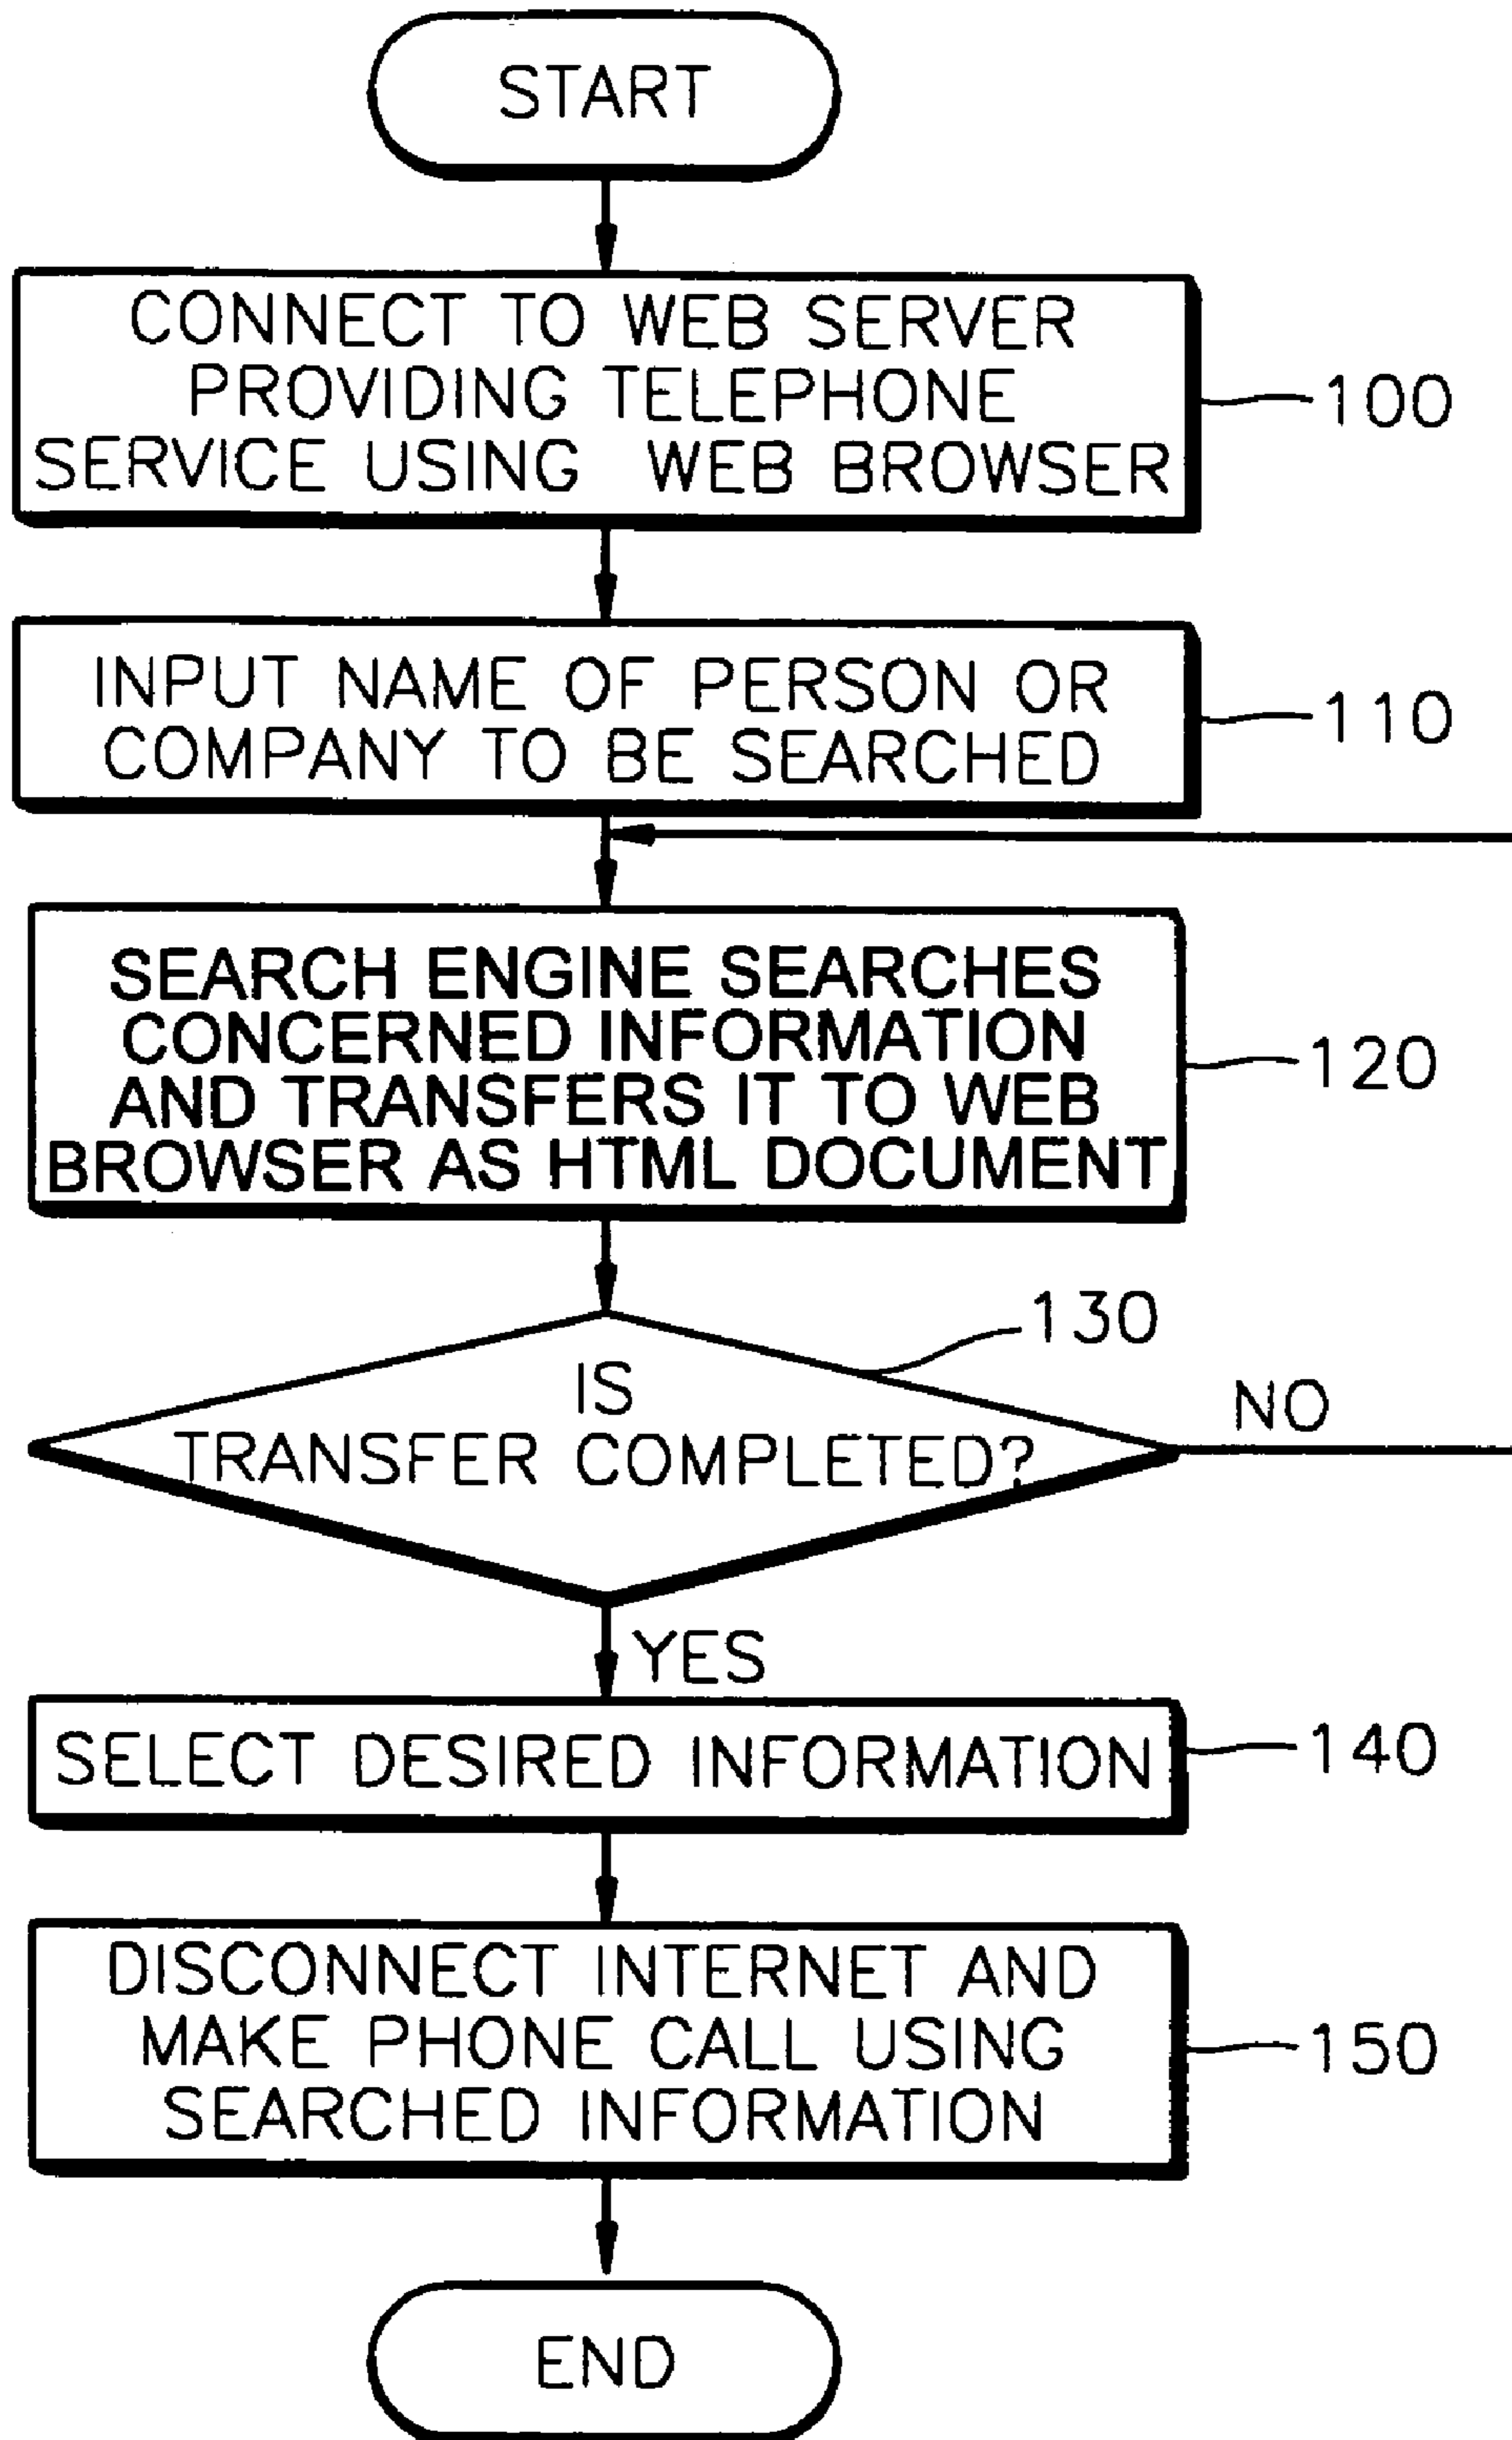 START
CONNECT TO WEB SERVER
PROVIDING TELEPHONE
SERVICE USING WEB BROWSER
100
INPUT NAME OF PERSON OR
COMPANY TO BE SEARCHED
110
SEARCH ENGINE SEARCHES
CONCERNED INFORMATION
AND TRANSFERS IT TO WEB
BROWSER AS HTML DOCUMENT
120
130
IS
TRANSFER COMPLETED?
NO
YES
SELECT DESIRED INFORMATION
140
DISCONNECT INTERNET AND
MAKE PHONE CALL USING
SEARCHED INFORMATION
150
END